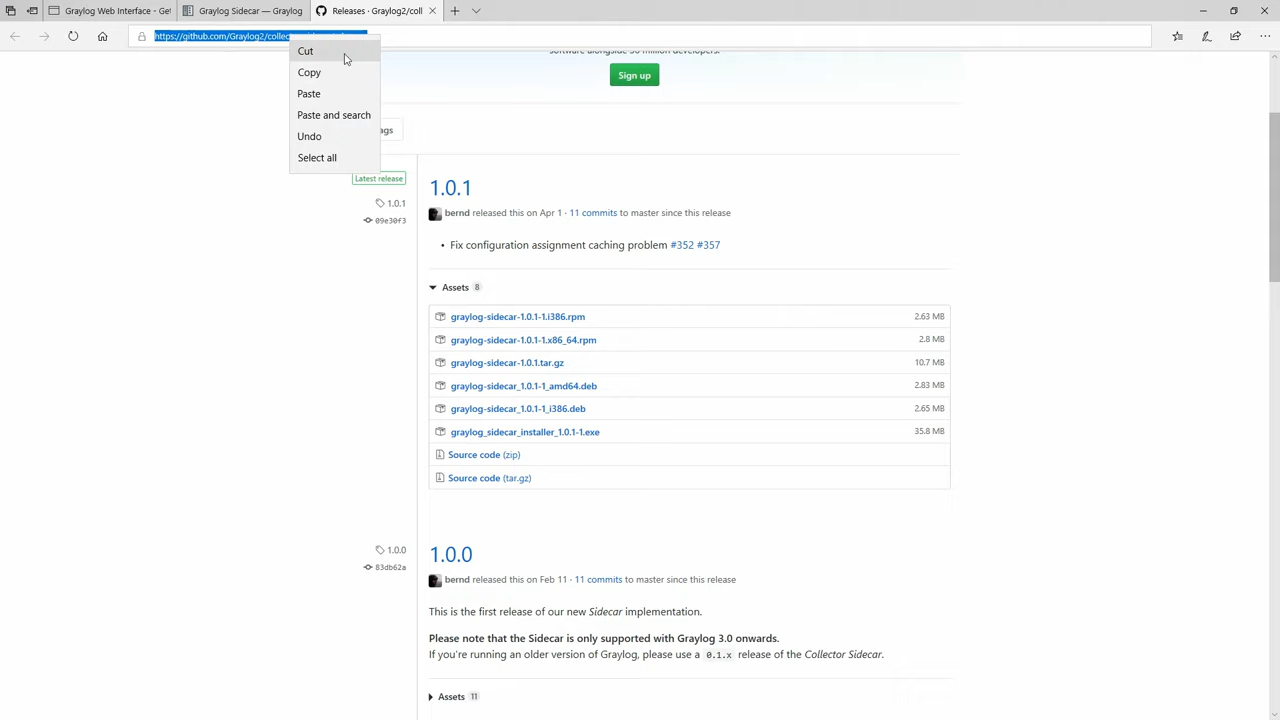 Graylog Web Interface - Gel
Graylog Sidecar — Graylog
Releases · Graylog2/coll
https://github.com/Graylog2/collec
Cut
Copy
Paste
Paste and search
Undo
Select all
software alongside 50 million developers.
Sign up
ags
Latest release
1.0.1
09e30f3
1.0.1
bernd released this on Apr 1 · 11 commits to master since this release
• Fix configuration assignment caching problem #352 #357
Assets 8
graylog-sidecar-1.0.1-1.i386.rpm 2.63 MB
graylog-sidecar-1.0.1-1.x86_64.rpm 2.8 MB
graylog-sidecar-1.0.1.tar.gz 10.7 MB
graylog-sidecar_1.0.1-1_amd64.deb 2.83 MB
graylog-sidecar_1.0.1-1_i386.deb 2.65 MB
graylog_sidecar_installer_1.0.1-1.exe 35.8 MB
Source code (zip)
Source code (tar.gz)
1.0.0
83db62a
1.0.0
bernd released this on Feb 11 · 11 commits to master since this release
This is the first release of our new Sidecar implementation.
Please note that the Sidecar is only supported with Graylog 3.0 onwards.
If you're running an older version of Graylog, please use a 0.1.x release of the Collector Sidecar.
Assets 11